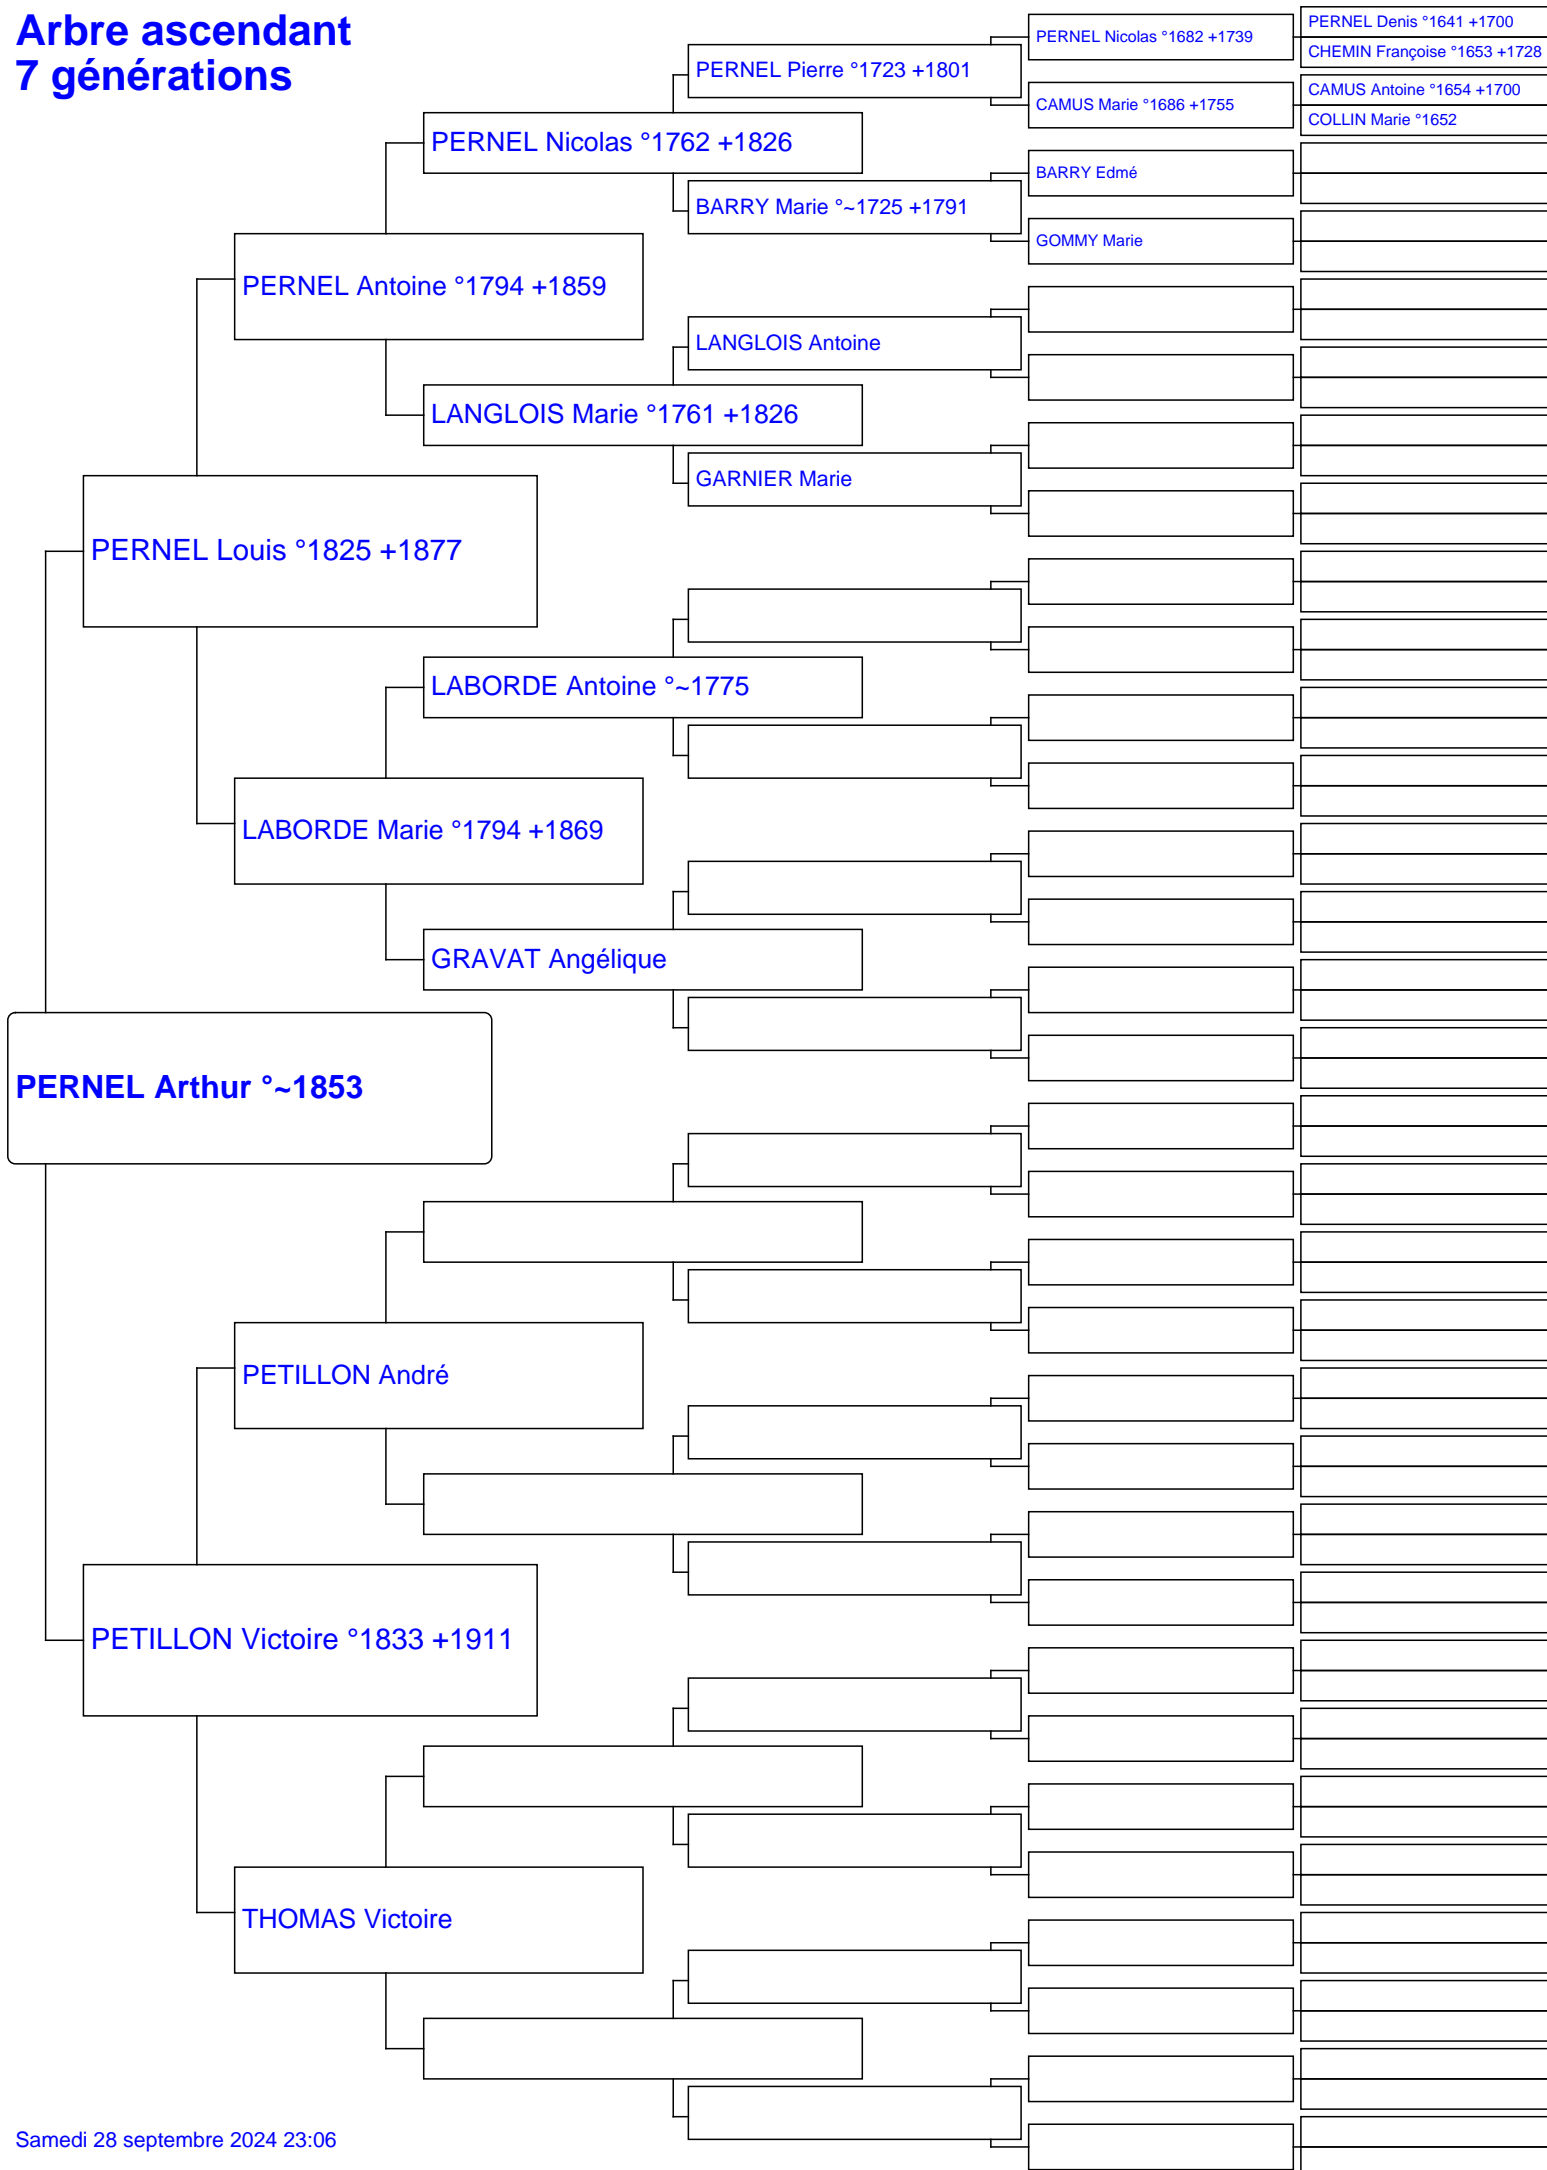 Arbre ascendant
7 générations
PERNEL Denis °1641 +1700
PERNEL Nicolas °1682 +1739
CHEMIN Françoise °1653 +1728
PERNEL Pierre °1723 +1801
CAMUS Antoine °1654 +1700
CAMUS Marie °1686 +1755
COLLIN Marie °1652
PERNEL Nicolas °1762 +1826
BARRY Edmé
BARRY Marie °~1725 +1791
GOMMY Marie
PERNEL Antoine °1794 +1859
LANGLOIS Antoine
LANGLOIS Marie °1761 +1826
GARNIER Marie
PERNEL Louis °1825 +1877
LABORDE Antoine °~1775
LABORDE Marie °1794 +1869
GRAVAT Angélique
PERNEL Arthur °~1853
PETILLON André
PETILLON Victoire °1833 +1911
THOMAS Victoire
Samedi 28 septembre 2024 23:06